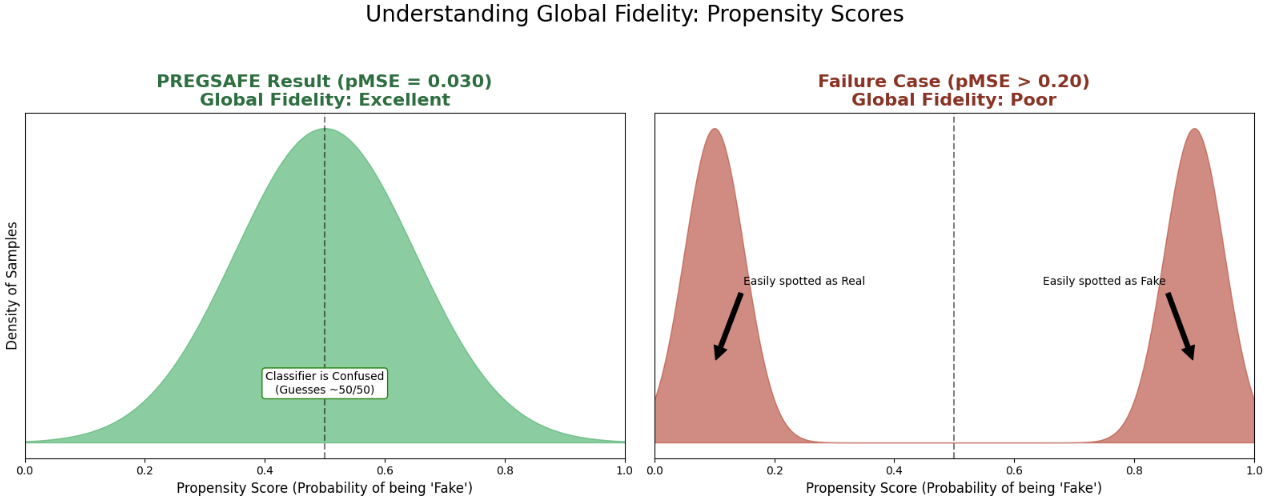 Understanding Global Fidelity: Propensity Scores
PREGSAFE Result (pMSE = 0.030)
Global Fidelity: Excellent
Density of Samples
Classifier is Confused
(Guesses ~50/50)
0.0 0.2 0.4 0.6 0.8 1.0
Propensity Score (Probability of being 'Fake')
Failure Case (pMSE > 0.20)
Global Fidelity: Poor
Easily spotted as Real
Easily spotted as Fake
0.0 0.2 0.4 0.6 0.8 1.0
Propensity Score (Probability of being 'Fake')